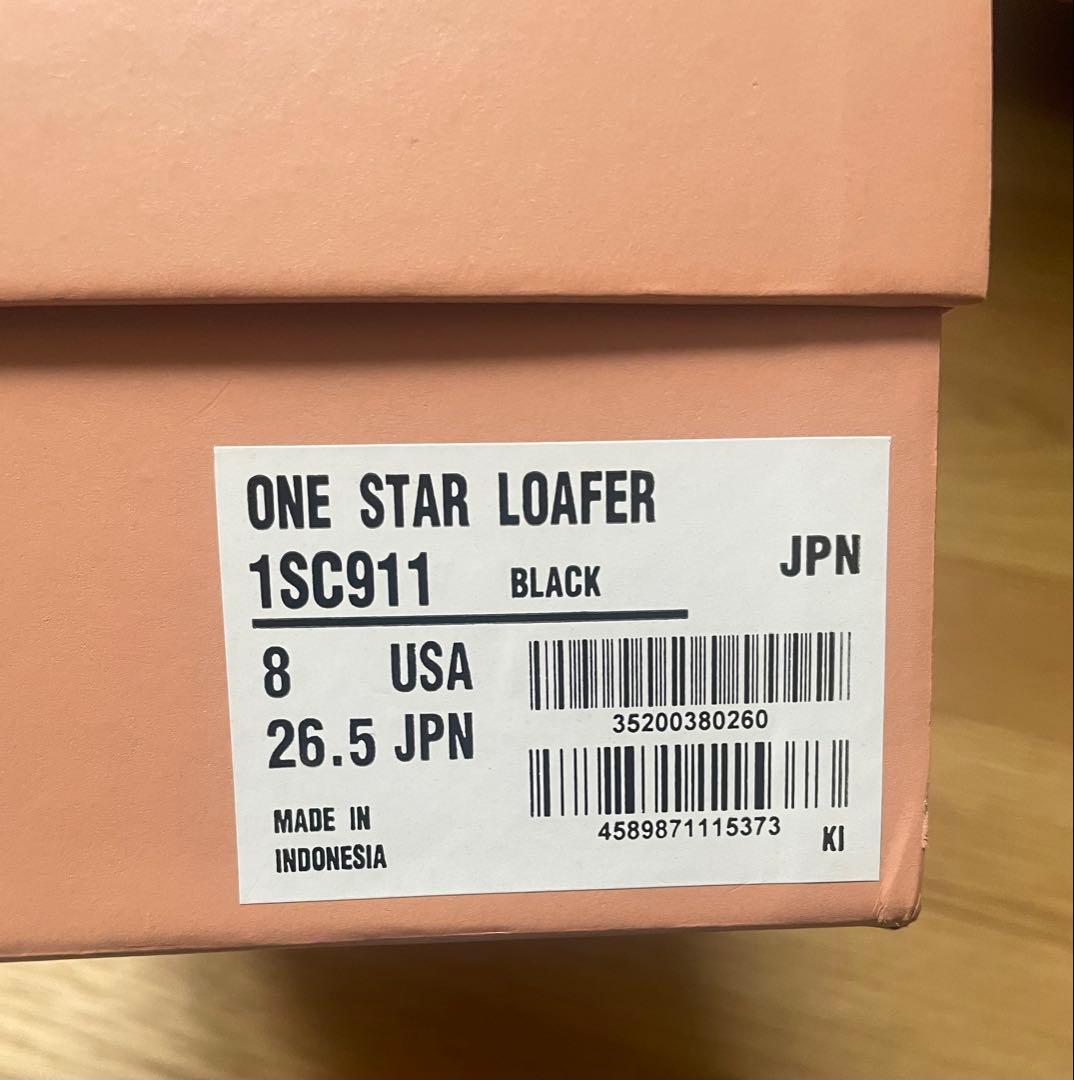 ONE STAR LOAFER
1SC911 BLACK
JPN
8 USA
26.5 JPN
MADE IN
INDONESIA
35200380260
4589871115373
KI